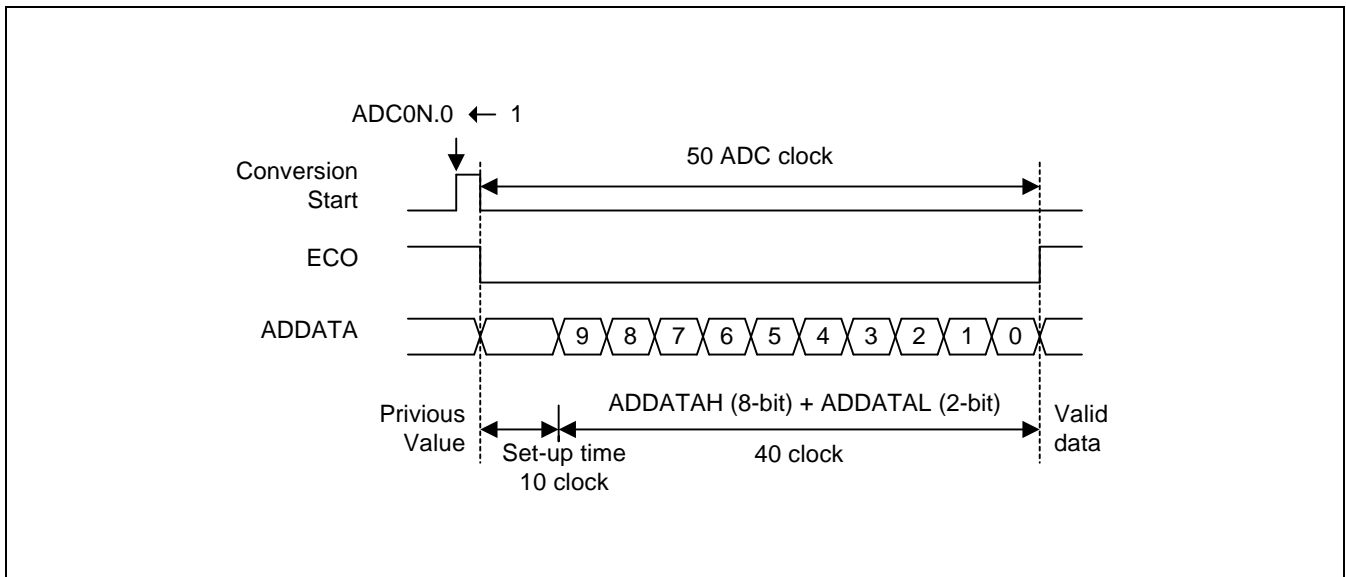 ADC0N.0 ← 1
50 ADC clock
Conversion
Start
ECO
ADDATA
9 8 7 6 5 4 3 2 1 0
Privious
Value
ADDATAH (8-bit) + ADDATAL (2-bit)
Valid
data
Set-up time
10 clock
40 clock